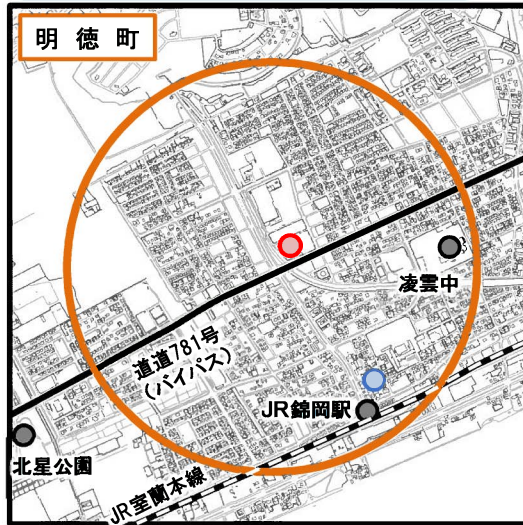 明徳町
凌雲中
道道781号
(バイパス)
JR錦岡駅
北星公園
JR室蘭本線